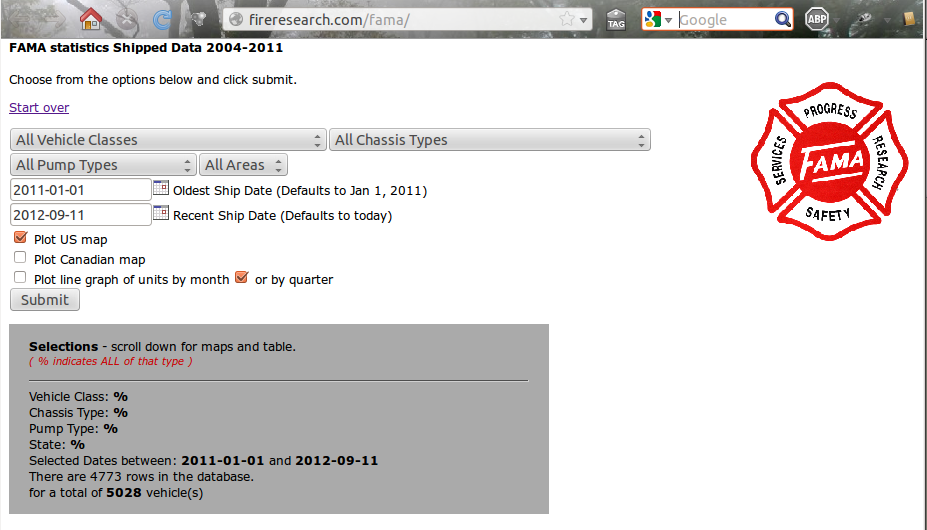 fireresearch.com/fama/
TAG
Google
ABP
FAMA statistics Shipped Data 2004-2011
Choose from the options below and click submit.
Start over
All Vehicle Classes
All Chassis Types
All Pump Types
All Areas
2011-01-01 Oldest Ship Date (Defaults to Jan 1, 2011)
2012-09-11 Recent Ship Date (Defaults to today)
Plot US map
Plot Canadian map
Plot line graph of units by month or by quarter
Submit
PROGRESS
SERVICES
FAMA
RESEARCH
SAFETY
Selections - scroll down for maps and table.
( % indicates ALL of that type )
Vehicle Class: %
Chassis Type: %
Pump Type: %
State: %
Selected Dates between: 2011-01-01 and 2012-09-11
There are 4773 rows in the database.
for a total of 5028 vehicle(s)